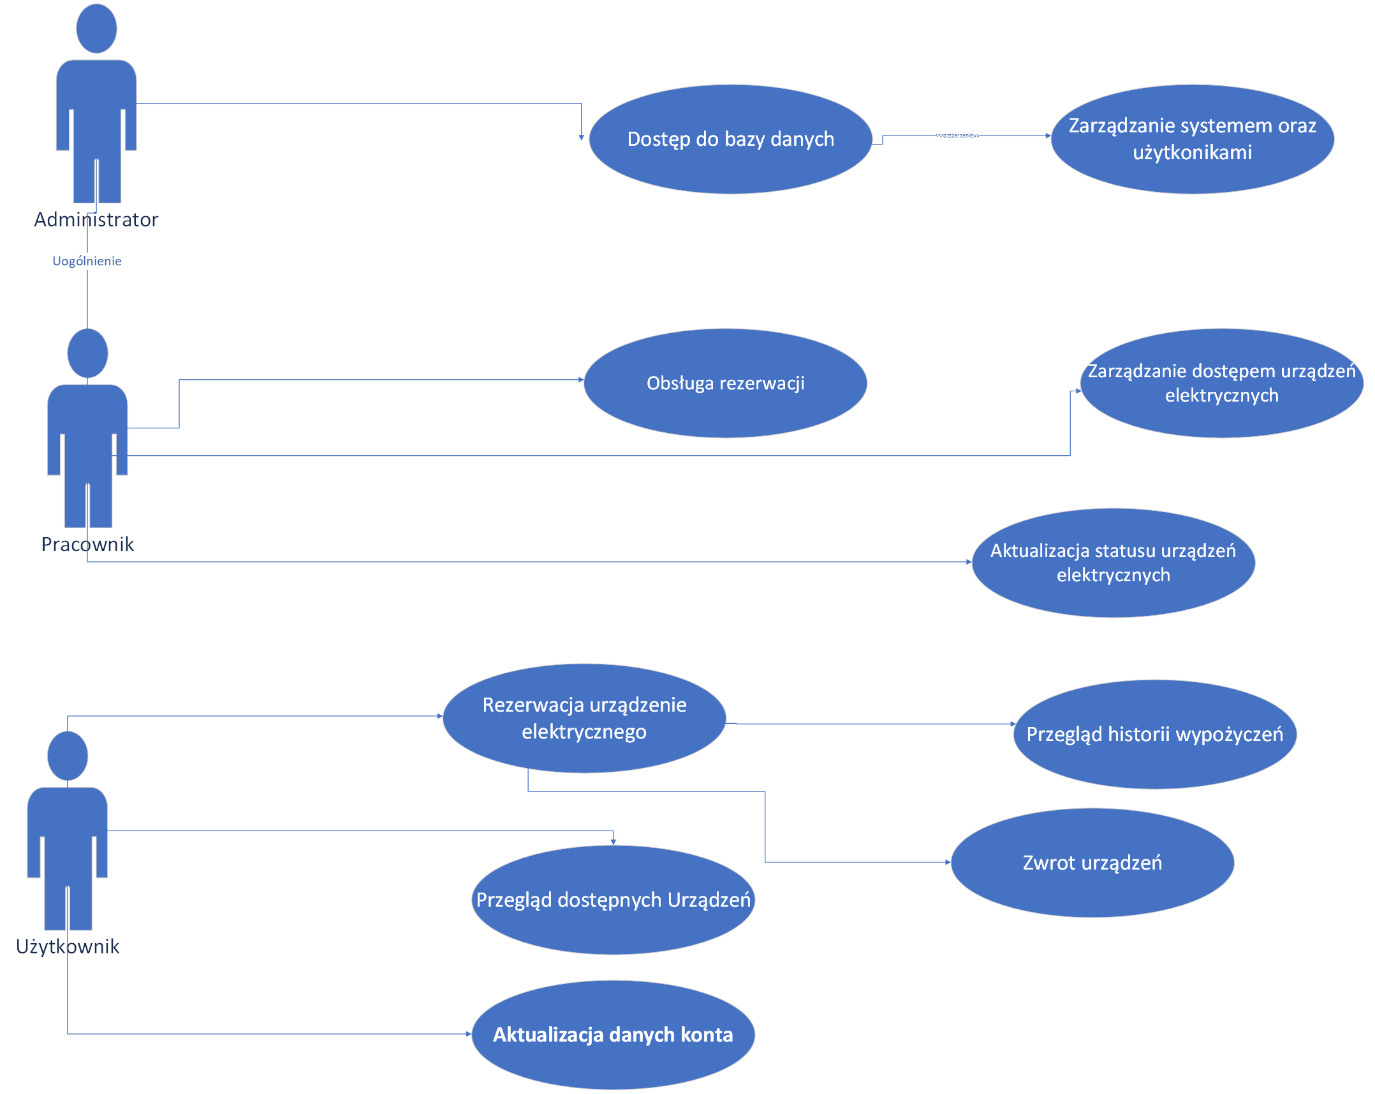 Administrator
Dostęp do bazy danych
<<rozszerzenie>>
Zarządzanie systemem oraz
użytkonikami
Uogólnienie
Pracownik
Obsługa rezerwacji
Zarządzanie dostępem urządzeń
elektrycznych
Aktualizacja statusu urządzeń
elektrycznych
Użytkownik
Rezerwacja urządzenie
elektrycznego
Przegląd historii wypożyczeń
Zwrot urządzeń
Przegląd dostępnych Urządzeń
Aktualizacja danych konta